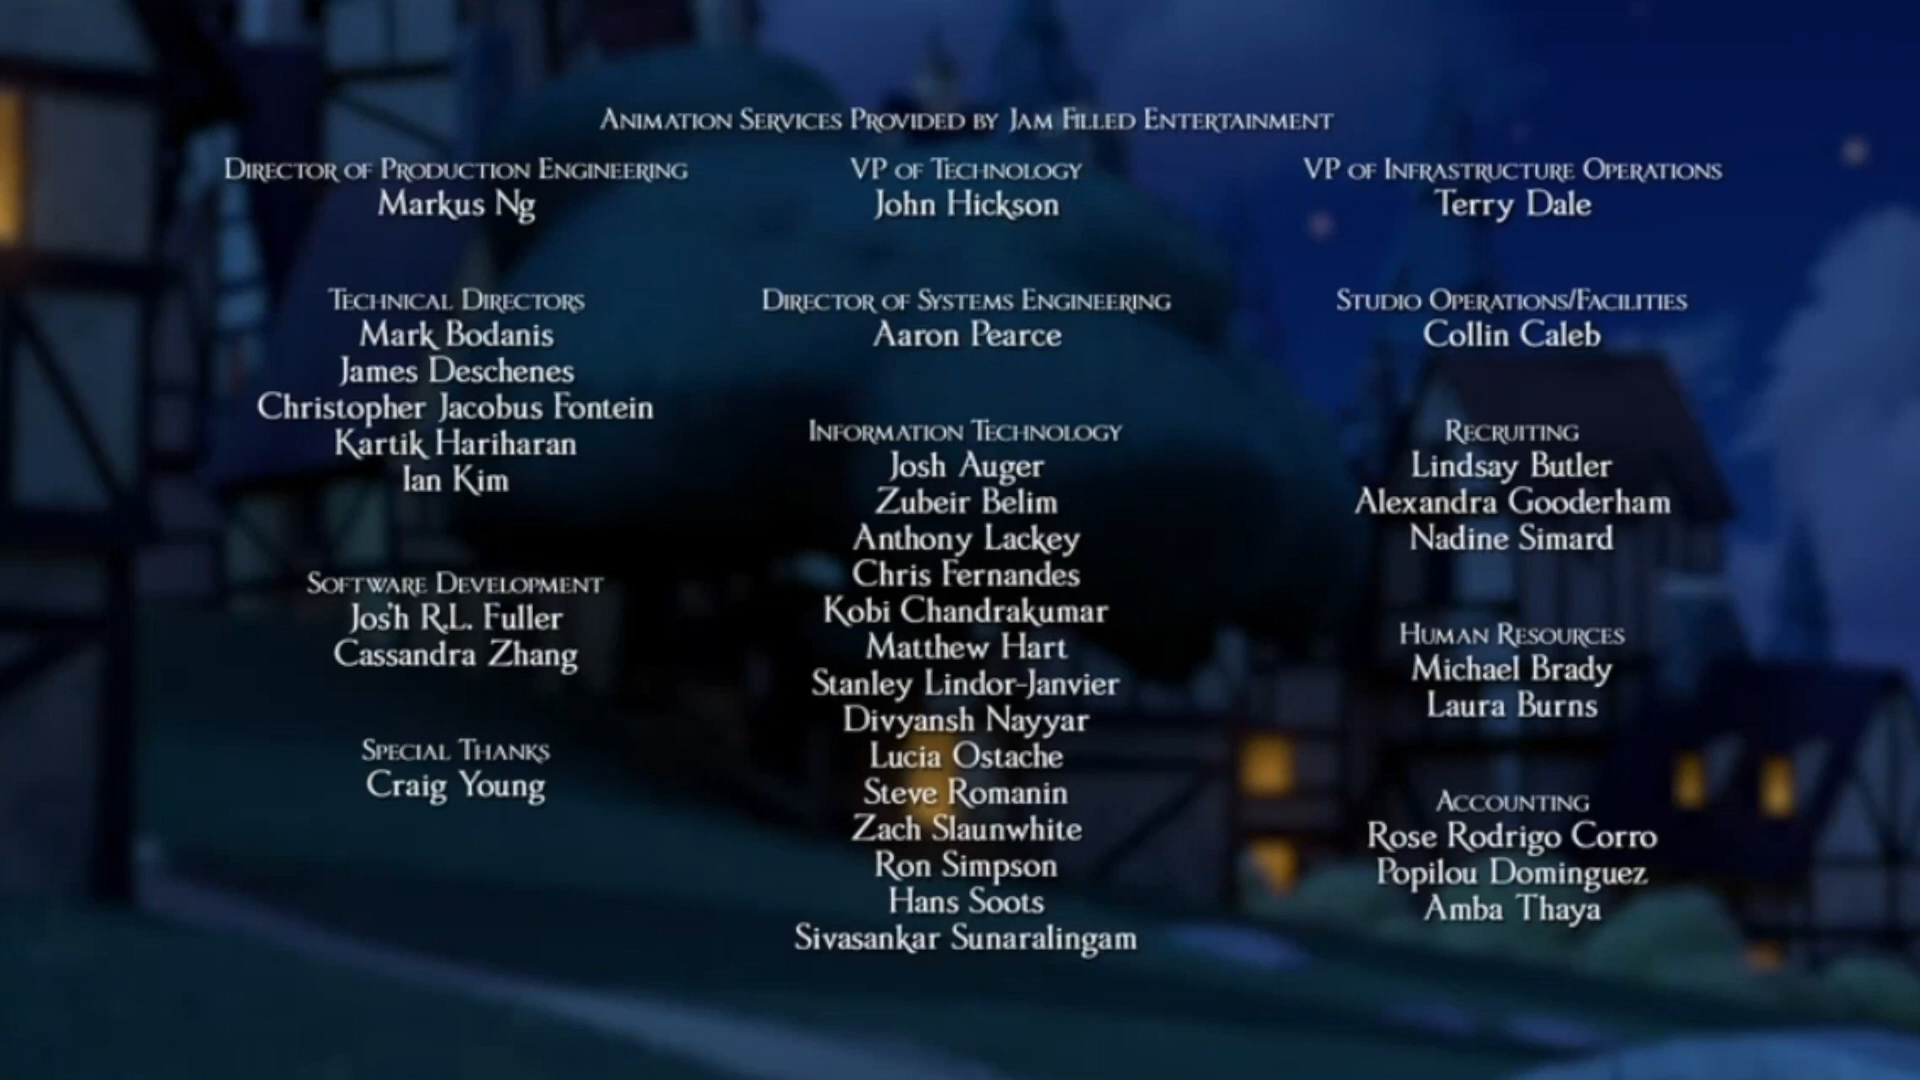 Animation Services Provided by Jam Filled Entertainment
Director of Production Engineering
Markus Ng
Technical Directors
Mark Bodanis
James Deschenes
Christopher Jacobus Fontein
Kartik Hariharan
Ian Kim
Software Development
Josh R.L. Fuller
Cassandra Zhang
Special Thanks
Craig Young
VP of Technology
John Hickson
Director of Systems Engineering
Aaron Pearce
Information Technology
Josh Auger
Zubeir Belim
Anthony Lackey
Chris Fernandes
Kobi Chandrakumar
Matthew Hart
Stanley Lindor-Janvier
Divyansh Nayyar
Lucia Ostache
Steve Romanin
Zach Slaunwhite
Ron Simpson
Hans Soots
Sivasankar Sunaralingam
VP of Infrastructure Operations
Terry Dale
Studio Operations/Facilities
Collin Caleb
Recruiting
Lindsay Butler
Alexandra Gooderham
Nadine Simard
Human Resources
Michael Brady
Laura Burns
Accounting
Rose Rodrigo Corro
Popilou Dominguez
Amba Thaya